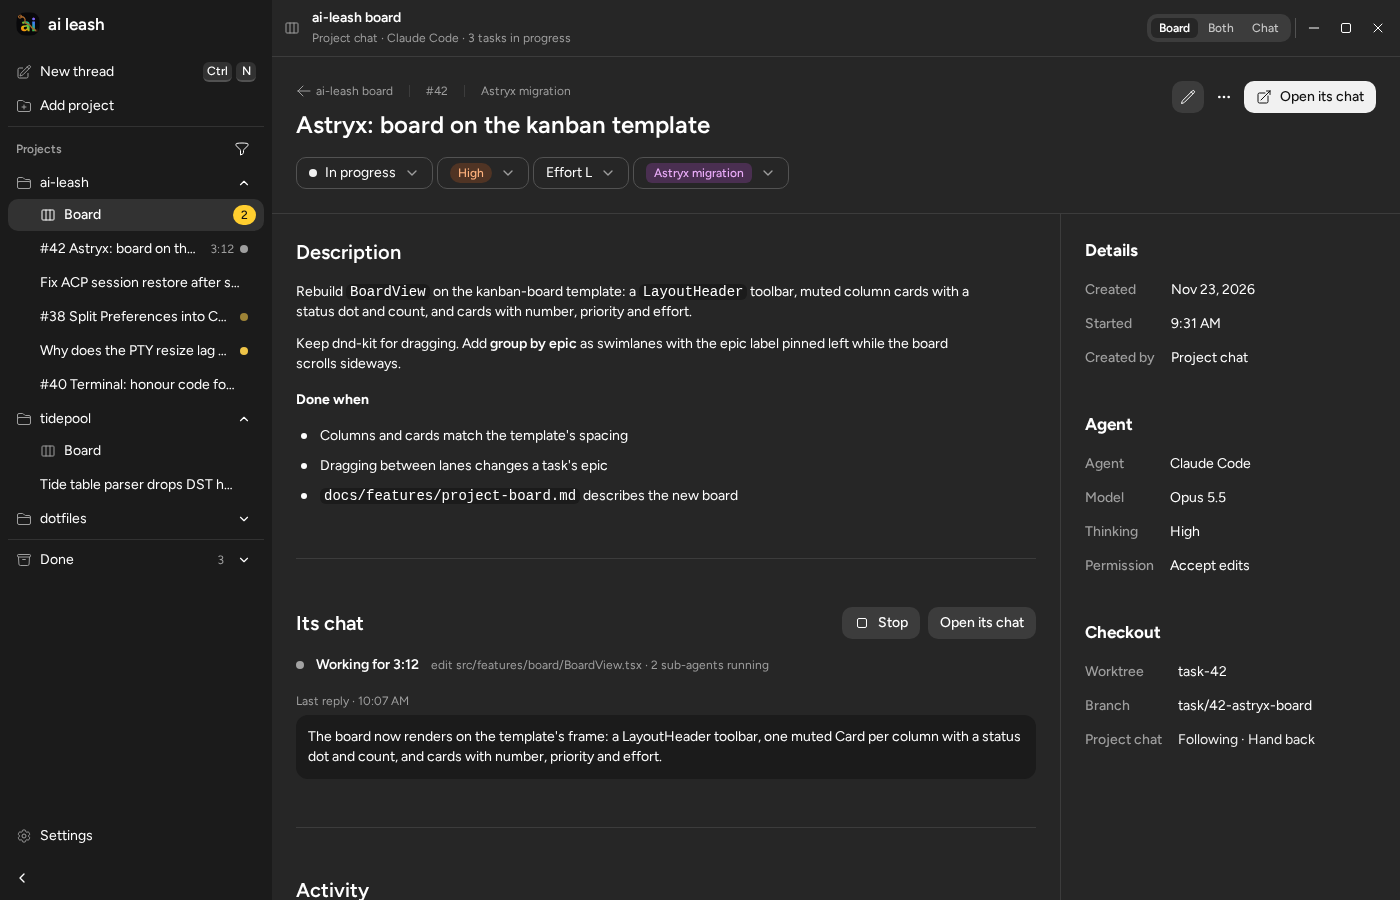 ai leash
New thread Ctrl N
Add project
Projects
ai-leash
Board 2
#42 Astryx: board on th... 3:12
Fix ACP session restore after s...
#38 Split Preferences into C...
Why does the PTY resize lag ...
#40 Terminal: honour code fo...
tidepool
Board
Tide table parser drops DST h...
dotfiles
Done 3
Settings
ai-leash board
Project chat · Claude Code · 3 tasks in progress
Board Both Chat
ai-leash board #42 Astryx migration
Open its chat
Astryx: board on the kanban template
In progress High Effort L Astryx migration
Description
Rebuild BoardView on the kanban-board template: a LayoutHeader toolbar, muted column cards with a
status dot and count, and cards with number, priority and effort.
Keep dnd-kit for dragging. Add group by epic as swimlanes with the epic label pinned left while the board
scrolls sideways.
Done when
Columns and cards match the template's spacing
Dragging between lanes changes a task's epic
docs/features/project-board.md describes the new board
Its chat
Stop Open its chat
Working for 3:12 edit src/features/board/BoardView.tsx · 2 sub-agents running
Last reply · 10:07 AM
The board now renders on the template's frame: a LayoutHeader toolbar, one muted Card per column with a status
dot and count, and cards with number, priority and effort.
Activity
Details
Created Nov 23, 2026
Started 9:31 AM
Created by Project chat
Agent
Agent Claude Code
Model Opus 5.5
Thinking High
Permission Accept edits
Checkout
Worktree task-42
Branch task/42-astryx-board
Project chat Following · Hand back